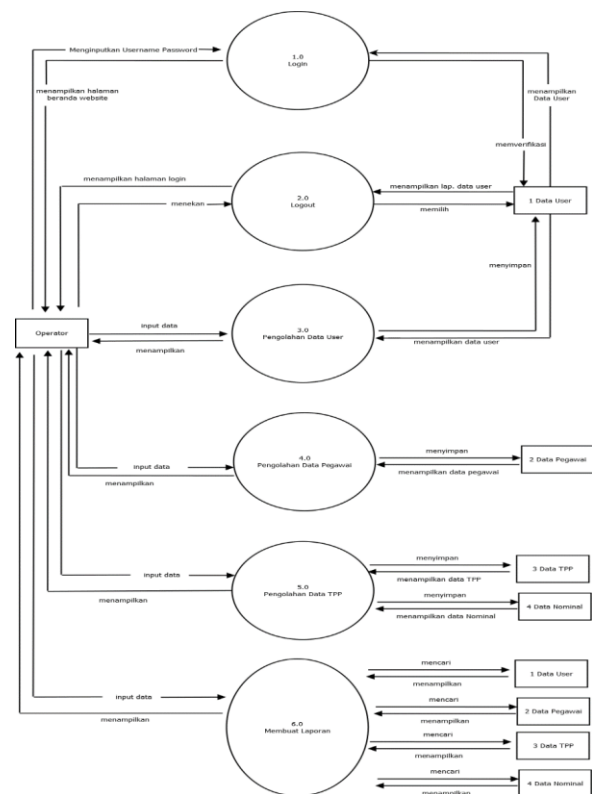 Menginputkan Username Password
1.0
Login
menampilkan
Data User
menampilkan halaman
beranda website
memverifikasi
menampilkan halaman login
2.0
Logout
menampilkan lap. data user
1 Data User
menekan
memilih
menyimpan
Operator
input data
3.0
Pengolahan Data User
menampilkan
menampilkan data user
4.0
Pengolahan Data Pegawai
menyimpan
2 Data Pegawai
input data
menampilkan data pegawai
menampilkan
5.0
Pengolahan Data TPP
menyimpan
3 Data TPP
input data
menampilkan data TPP
menampilkan
menyimpan
4 Data Nominal
menampilkan data Nominal
mencari
1 Data User
menampilkan
input data
6.0
Membuat Laporan
mencari
2 Data Pegawai
menampilkan
menampilkan
mencari
3 Data TPP
menampilkan
mencari
4 Data Nominal
menampilkan